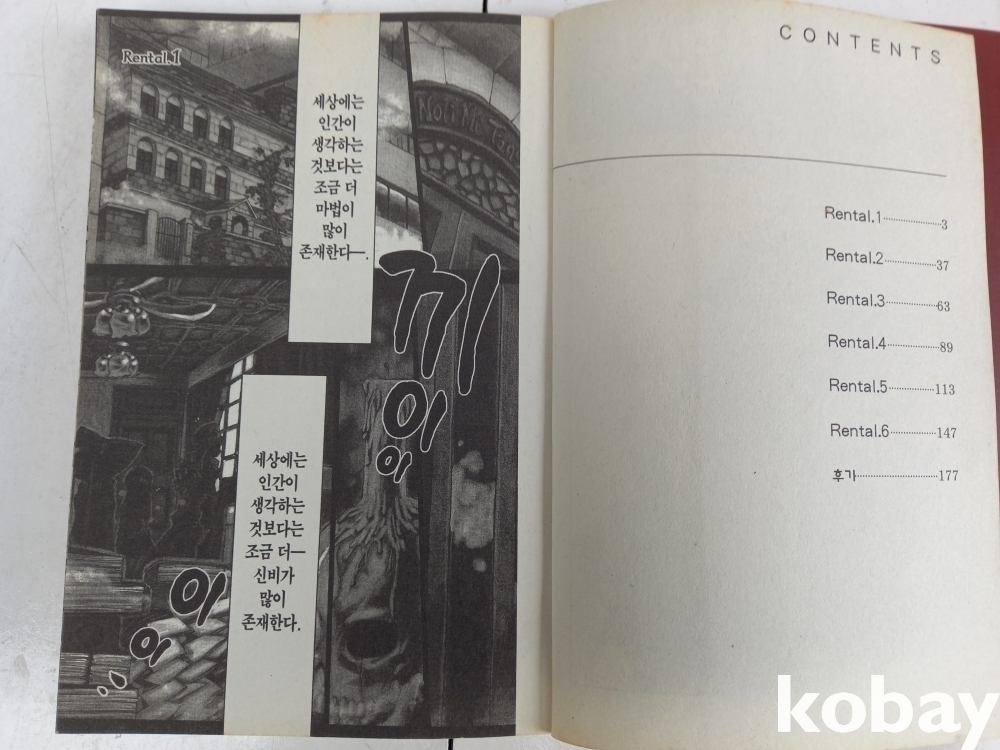 CONTENTS
Rental.1 3
Rental.2 37
Rental.3 63
Rental.4 89
Rental.5 113
Rental.6 147
후가 177
Rental.1
세상에는
인간이
생각하는
것보다는
조금 더
마법이
많이
존재한다―.
Noli Me Tan
끼
이
이
세상에는
인간이
생각하는
것보다는
조금 더―
신비가
많이
존재한다.
이
이
kobay